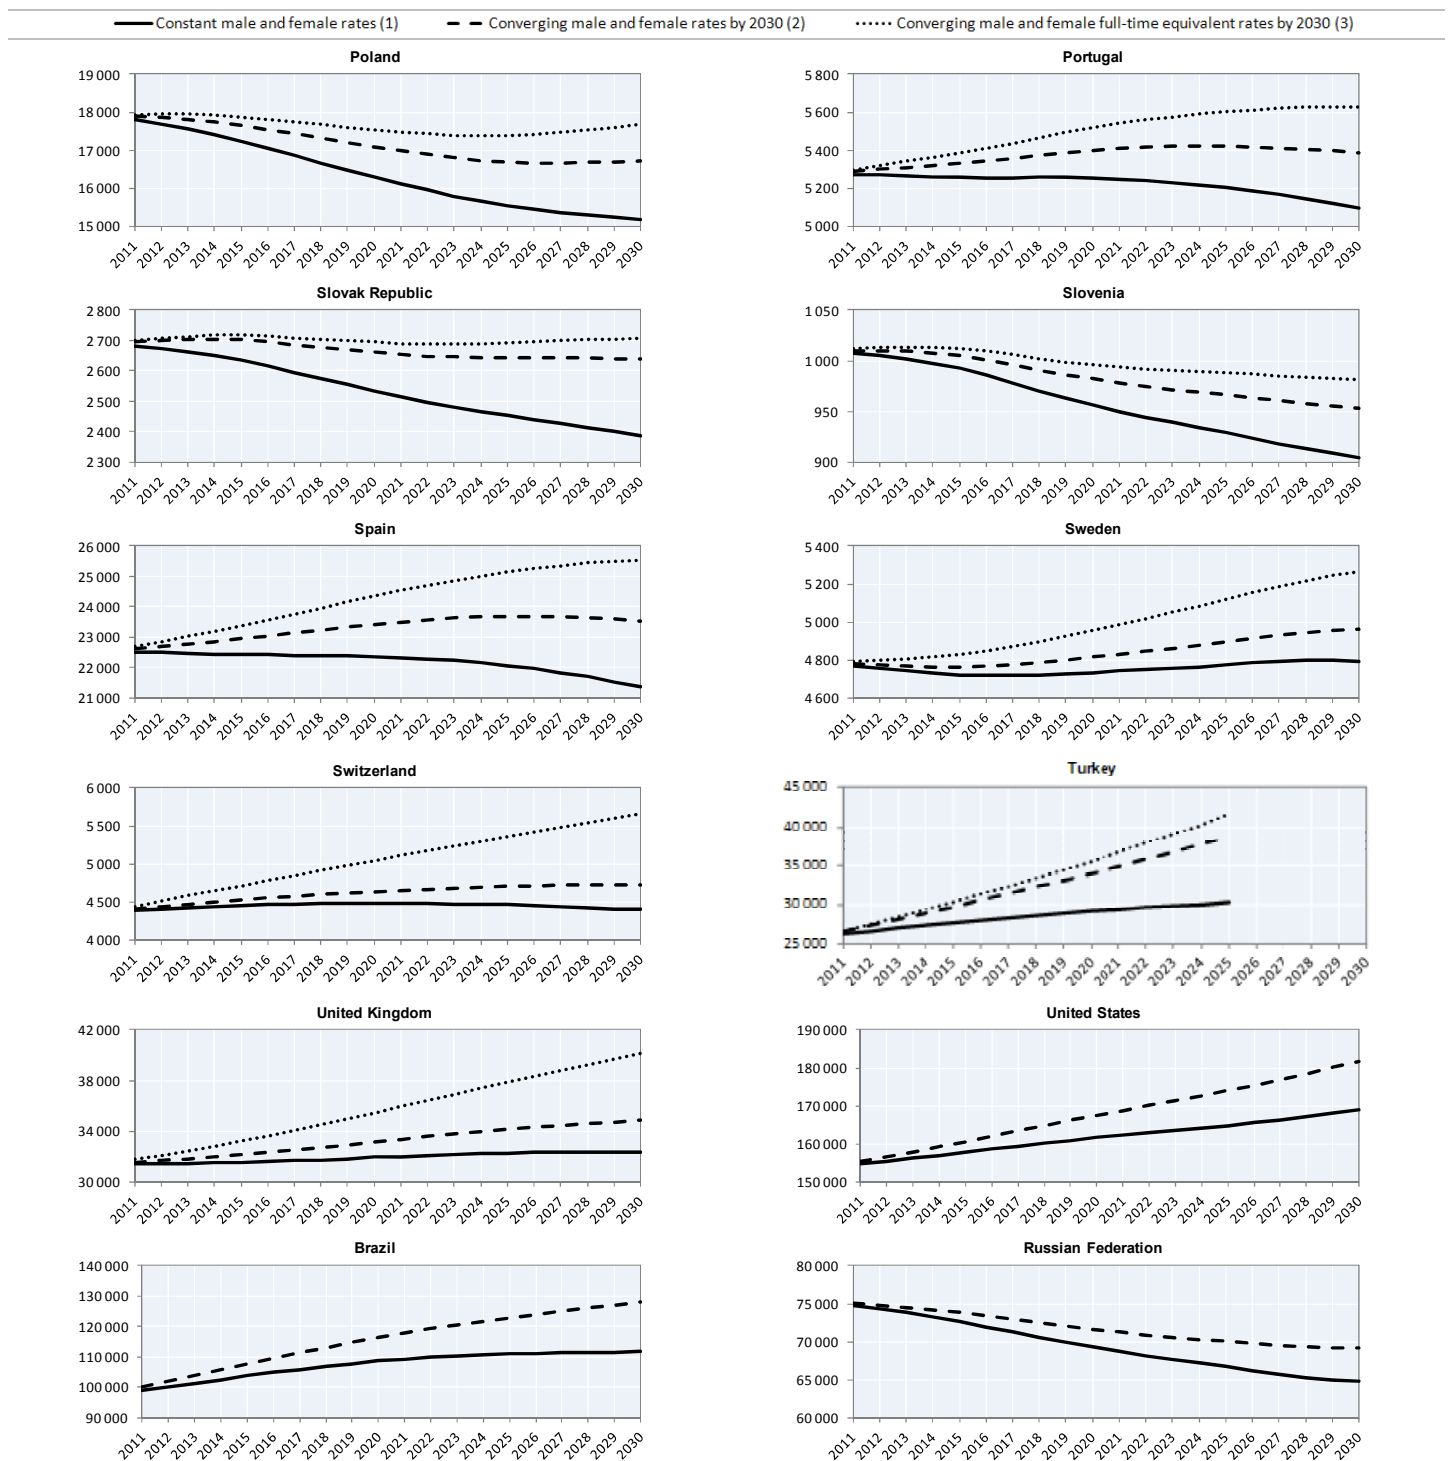 Constant male and female rates (1) Converging male and female rates by 2030 (2) Converging male and female full-time equivalent rates by 2030 (3)
Poland
19 000
18 000
17 000
16 000
15 000
2011 2012 2013 2014 2015 2016 2017 2018 2019 2020 2021 2022 2023 2024 2025 2026 2027 2028 2029 2030
Portugal
5 800
5 600
5 400
5 200
5 000
2011 2012 2013 2014 2015 2016 2017 2018 2019 2020 2021 2022 2023 2024 2025 2026 2027 2028 2029 2030
Slovak Republic
2 800
2 700
2 600
2 500
2 400
2 300
2011 2012 2013 2014 2015 2016 2017 2018 2019 2020 2021 2022 2023 2024 2025 2026 2027 2028 2029 2030
Slovenia
1 050
1 000
950
900
2011 2012 2013 2014 2015 2016 2017 2018 2019 2020 2021 2022 2023 2024 2025 2026 2027 2028 2029 2030
Spain
26 000
25 000
24 000
23 000
22 000
21 000
2011 2012 2013 2014 2015 2016 2017 2018 2019 2020 2021 2022 2023 2024 2025 2026 2027 2028 2029 2030
Sweden
5 400
5 200
5 000
4 800
4 600
2011 2012 2013 2014 2015 2016 2017 2018 2019 2020 2021 2022 2023 2024 2025 2026 2027 2028 2029 2030
Switzerland
6 000
5 500
5 000
4 500
4 000
2011 2012 2013 2014 2015 2016 2017 2018 2019 2020 2021 2022 2023 2024 2025 2026 2027 2028 2029 2030
Turkey
45 000
40 000
35 000
30 000
25 000
2011 2012 2013 2014 2015 2016 2017 2018 2019 2020 2021 2022 2023 2024 2025 2026 2027 2028 2029 2030
United Kingdom
42 000
38 000
34 000
30 000
2011 2012 2013 2014 2015 2016 2017 2018 2019 2020 2021 2022 2023 2024 2025 2026 2027 2028 2029 2030
United States
190 000
180 000
170 000
160 000
150 000
2011 2012 2013 2014 2015 2016 2017 2018 2019 2020 2021 2022 2023 2024 2025 2026 2027 2028 2029 2030
Brazil
140 000
130 000
120 000
110 000
100 000
90 000
2011 2012 2013 2014 2015 2016 2017 2018 2019 2020 2021 2022 2023 2024 2025 2026 2027 2028 2029 2030
Russian Federation
80 000
75 000
70 000
65 000
60 000
2011 2012 2013 2014 2015 2016 2017 2018 2019 2020 2021 2022 2023 2024 2025 2026 2027 2028 2029 2030